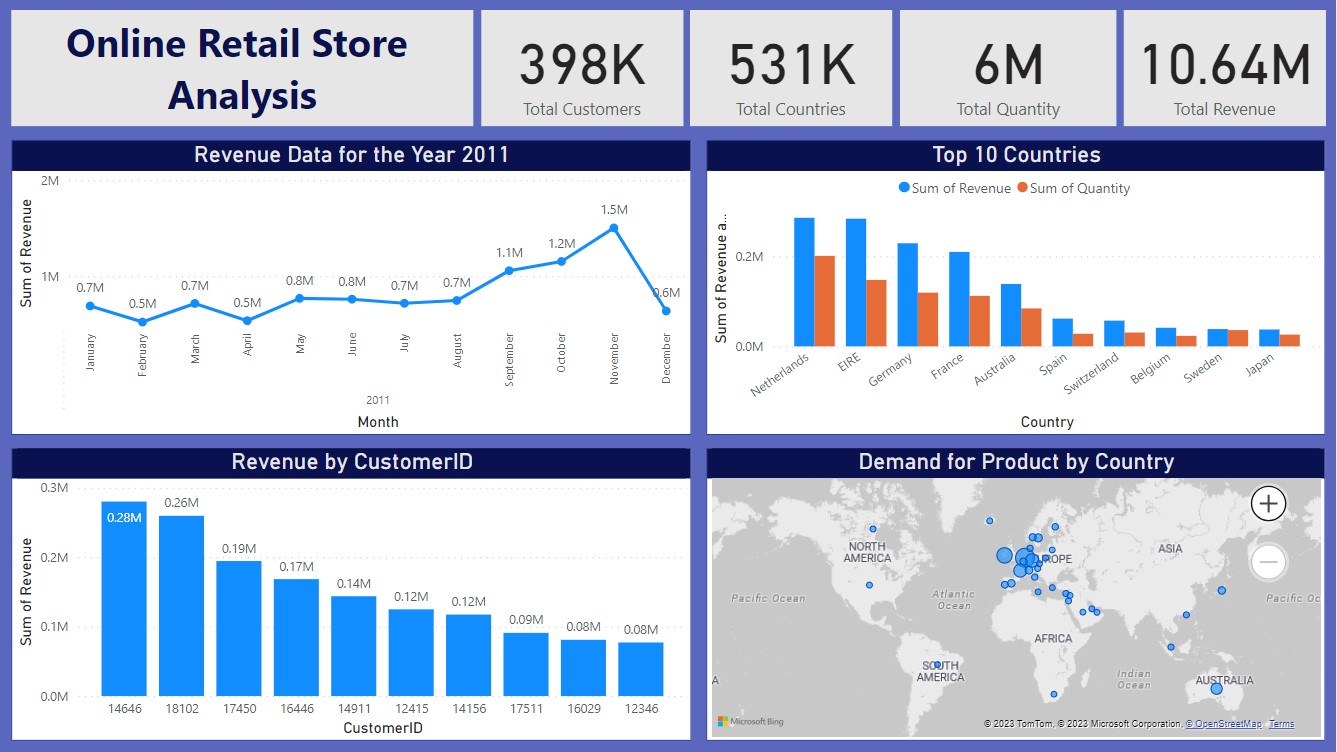 Online Retail Store
Analysis
398K
Total Customers
531K
Total Countries
6M
Total Quantity
10.64M
Total Revenue
Revenue Data for the Year 2011
Sum of Revenue
2M
1M
0.7M
0.5M
0.7M
0.5M
0.8M
0.8M
0.7M
0.7M
1.1M
1.2M
1.5M
0.6M
January
February
March
April
May
June
July
August
September
October
November
December
2011
Month
Top 10 Countries
Sum of Revenue
Sum of Quantity
Sum of Revenue a...
0.2M
0.0M
Netherlands
EIRE
Germany
France
Australia
Spain
Switzerland
Belgium
Sweden
Japan
Country
Revenue by CustomerID
Sum of Revenue
0.3M
0.2M
0.1M
0.0M
0.28M
0.26M
0.19M
0.17M
0.14M
0.12M
0.12M
0.09M
0.08M
0.08M
14646
18102
17450
16446
14911
12415
14156
17511
16029
12346
CustomerID
Demand for Product by Country
NORTH
AMERICA
ASIA
Pacific Ocean
Atlantic
Ocean
Pacific Oc
AFRICA
SOUTH
AMERICA
Indian
Ocean
AUSTRALIA
A
Microsoft Bing
© 2023 TomTom, © 2023 Microsoft Corporation, © OpenStreetMap Terms